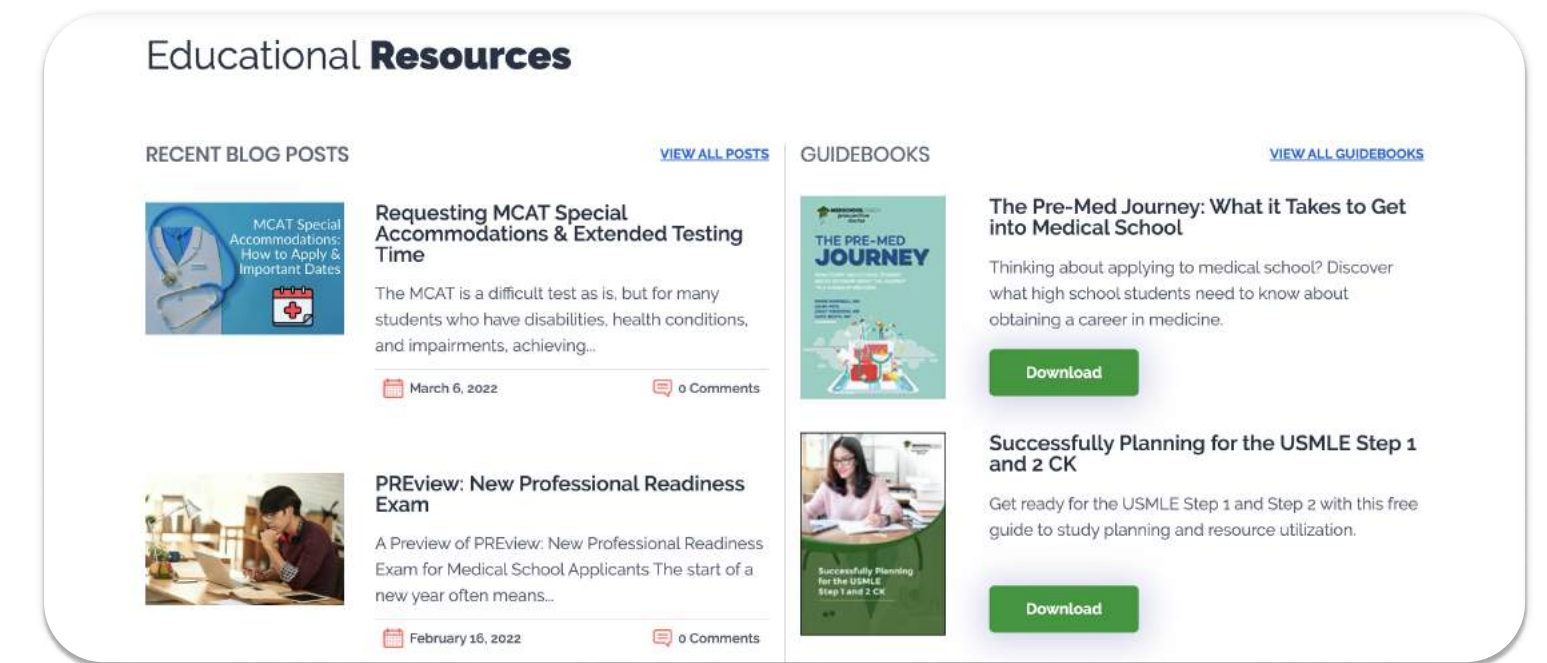 Educational Resources
RECENT BLOG POSTS
VIEW ALL POSTS
MCAT Special
Accommodations:
How to Apply &
Important Dates
Requesting MCAT Special
Accommodations & Extended Testing
Time
The MCAT is a difficult test as is, but for many
students who have disabilities, health conditions,
and impairments, achieving...
March 6, 2022
0 Comments
PREview: New Professional Readiness
Exam
A Preview of PREview: New Professional Readiness
Exam for Medical School Applicants The start of a
new year often means...
February 16, 2022
0 Comments
GUIDEBOOKS
VIEW ALL GUIDEBOOKS
THE PRE-MED
JOURNEY
The Pre-Med Journey: What it Takes to Get
into Medical School
Thinking about applying to medical school? Discover
what high school students need to know about
obtaining a career in medicine.
Download
Successfully Planning
for the USMLE
Step 1 and 2 CK
Successfully Planning for the USMLE Step 1
and 2 CK
Get ready for the USMLE Step 1 and Step 2 with this free
guide to study planning and resource utilization.
Download